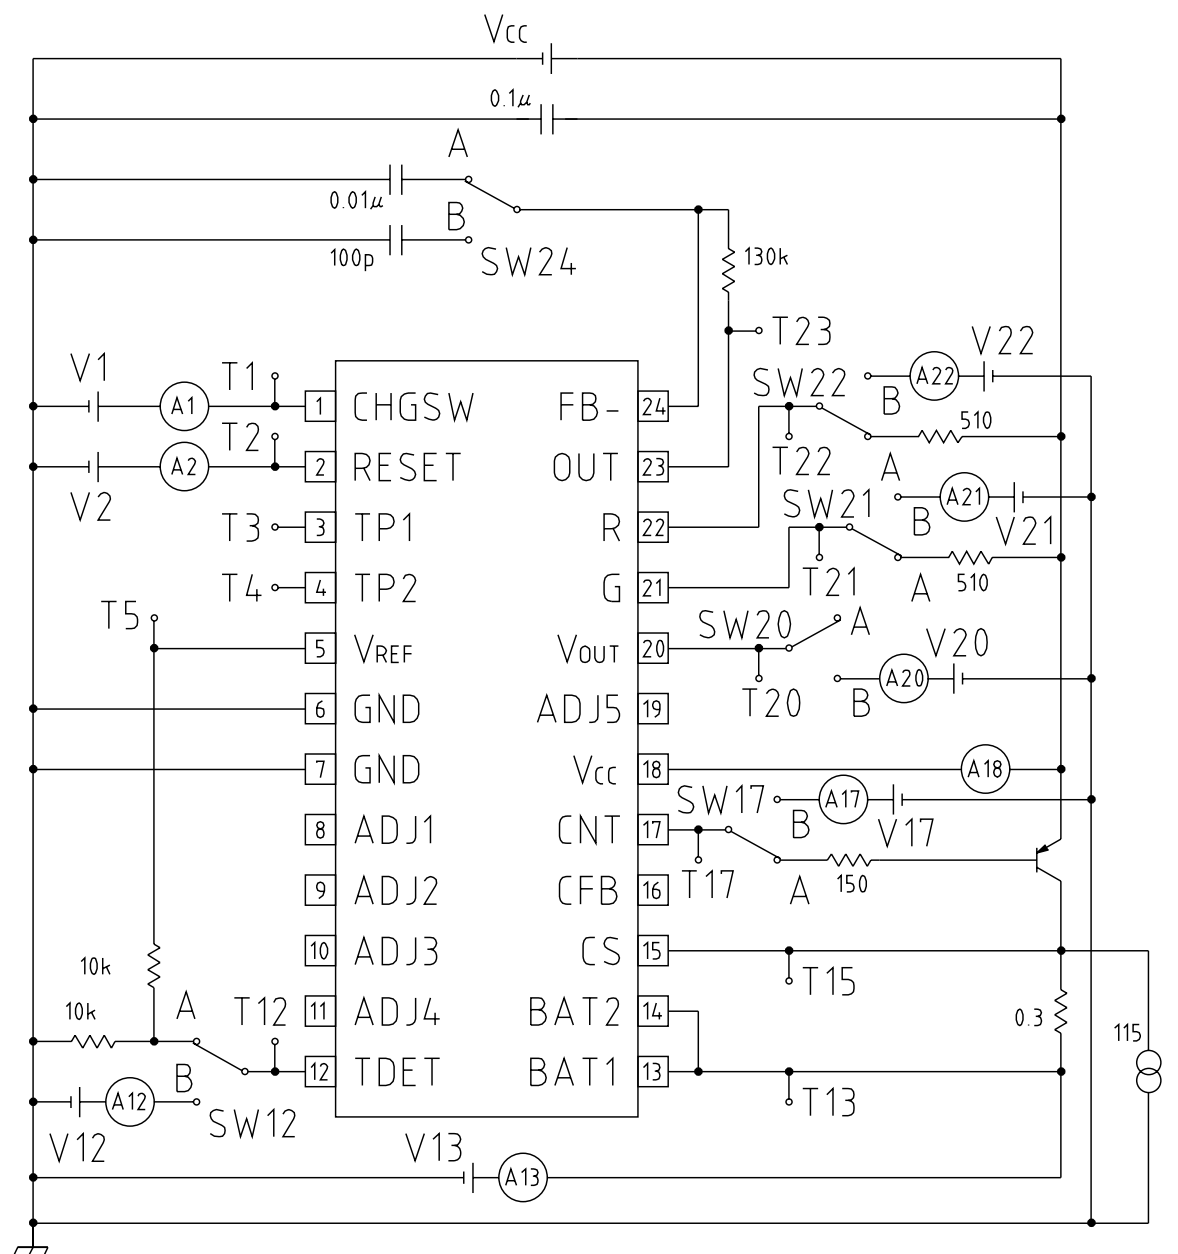 Vcc
0.1μ
A
0.01μ
B
100p
SW24
130k
T23
V1
A1
T1
1
CHGSW
FB-
24
SW22
A22
V22
B
510
T2
A2
V2
2
RESET
OUT
23
T22
A
SW21
A21
B
V21
T3
3
TP1
R
22
T21
A
510
T4
4
TP2
G
21
T5
SW20
A
V20
5
VREF
VOUT
20
T20
A20
B
6
GND
ADJ5
19
7
GND
Vcc
18
A18
SW17
A17
B
V17
8
ADJ1
CNT
17
T17
A
150
9
ADJ2
CFB
16
10
ADJ3
CS
15
T15
10k
10k
A
T12
11
ADJ4
BAT2
14
0.3
115
B
12
TDET
BAT1
13
T13
A12
SW12
V12
V13
A13